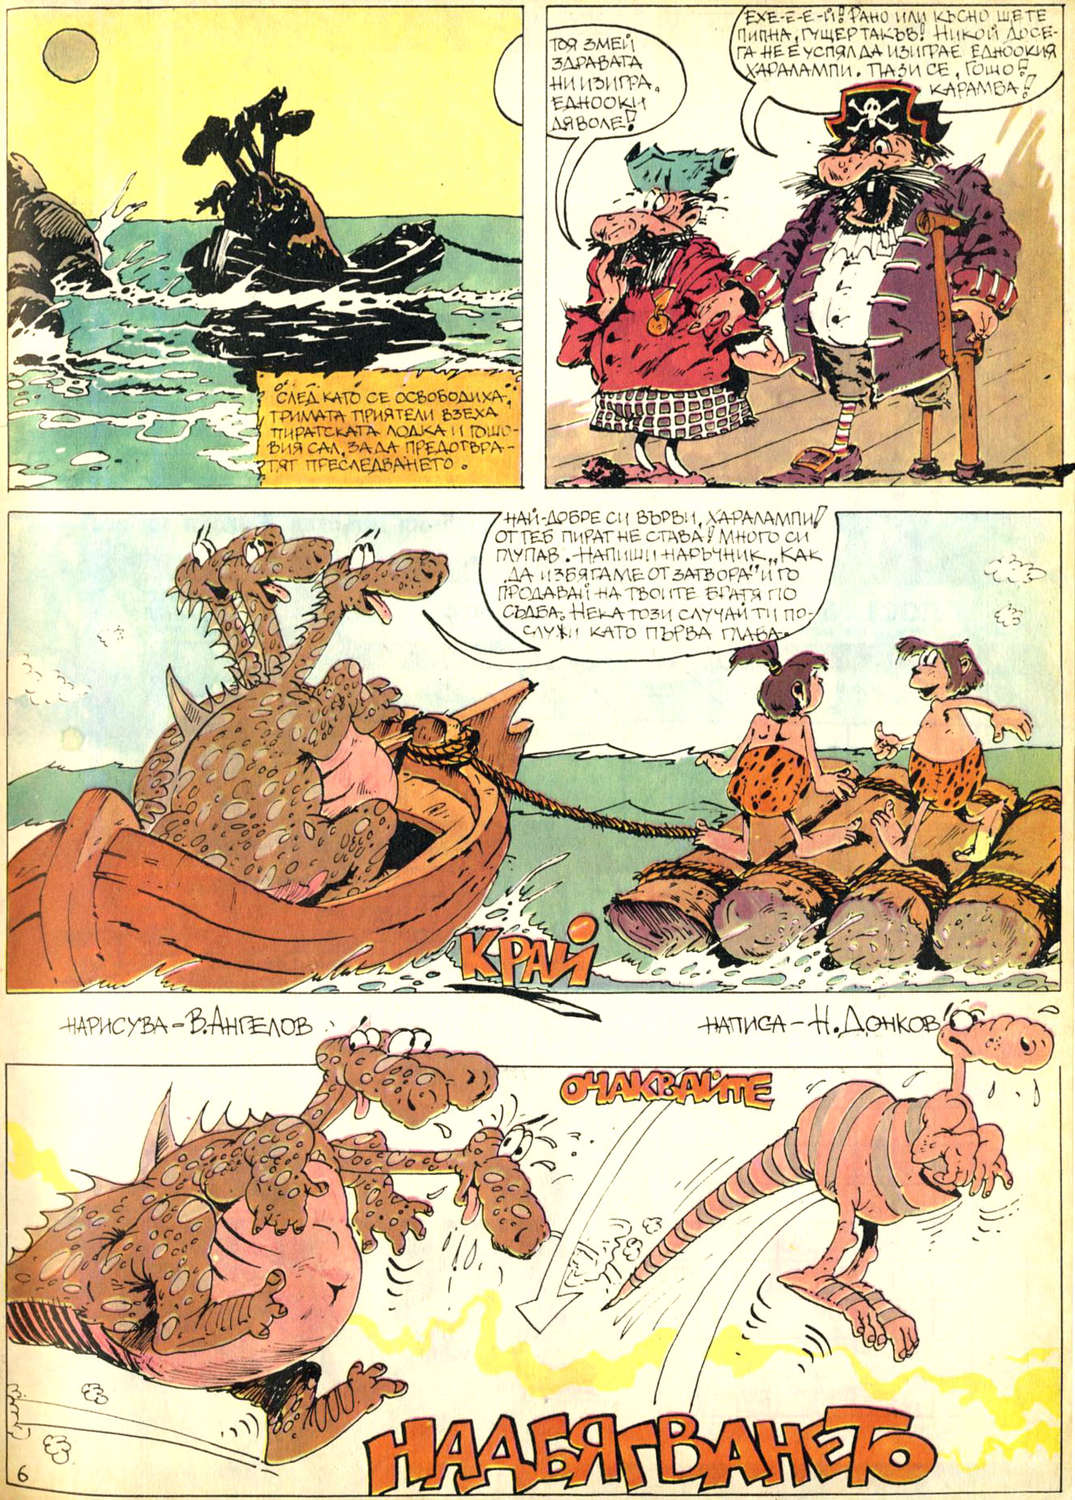 СЛЕД КАТО СЕ ОСВОБОДИХА,
ТРИМАТА ПРИЯТЕЛИ ВЗЕХА
ПИРАТСКАТА ЛОДКА И ГОШО-
ВИЯ САЛ, ЗА ДА ПРЕДОТВРА-
ТЯТ ПРЕСЛЕДВАНЕТО.
ТОЯ ЗМЕЙ
ЗДРАВАТА
НИ ИЗИГРА,
ЕДНООКИ
ДЯВОЛЕ!
ЕХЕ-Е-Е-Й! РАНО ИЛИ КЪСНО ЩЕ ТЕ
ПИПНА, ГУЩЕР ТАКЪВ! НИКОЙ ДОСЕ-
ГА НЕ Е УСПЯЛ ДА ИЗИГРАЕ ЕДНООКИЯ
ХАРАЛАМПИ. ПАЗИ СЕ, ГОШО!
КАРАМБА!
НАЙ-ДОБРЕ СИ ВЪРВИ, ХАРАЛАМПИ!
ОТ ТЕБ ПИРАТ НЕ СТАВА! МНОГО СИ
ГЛУПАВ. НАПИШИ НАРЪЧНИК „КАК
ДА ИЗБЯГАМЕ ОТ ЗАТВОРА" И ГО
ПРОДАВАЙ НА ТВОИТЕ БРАТЯ ПО
СЪДБА. НЕКА ТОЗИ СЛУЧАЙ ТИ ПО-
СЛУЖИ КАТО ПЪРВА ГЛАВА.
КРАЙ
НАРИСУВА - В. АНГЕЛОВ
НАПИСА - Н. ДОНКОВ
ОЧАКВАЙТЕ
НАДБЯГВАНЕТО
6